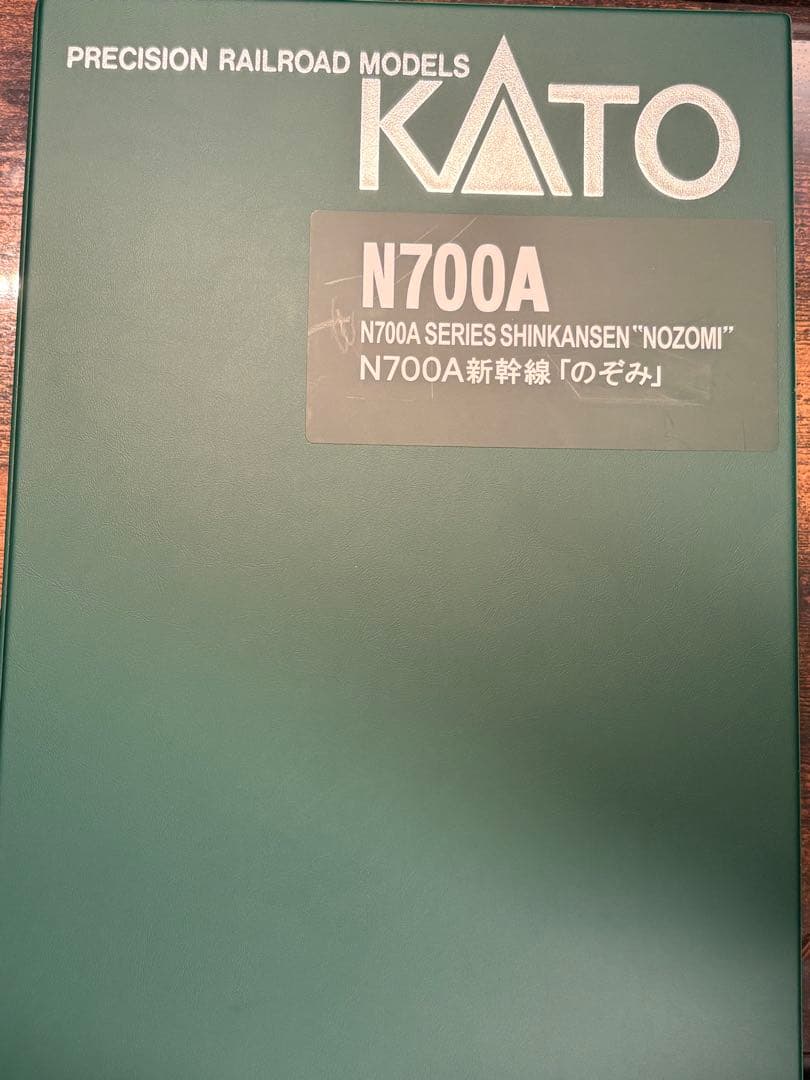 PRECISION RAILROAD MODELS
KATO
N700A
N700A SERIES SHINKANSEN "NOZOMI"
N700A新幹線「のぞみ」